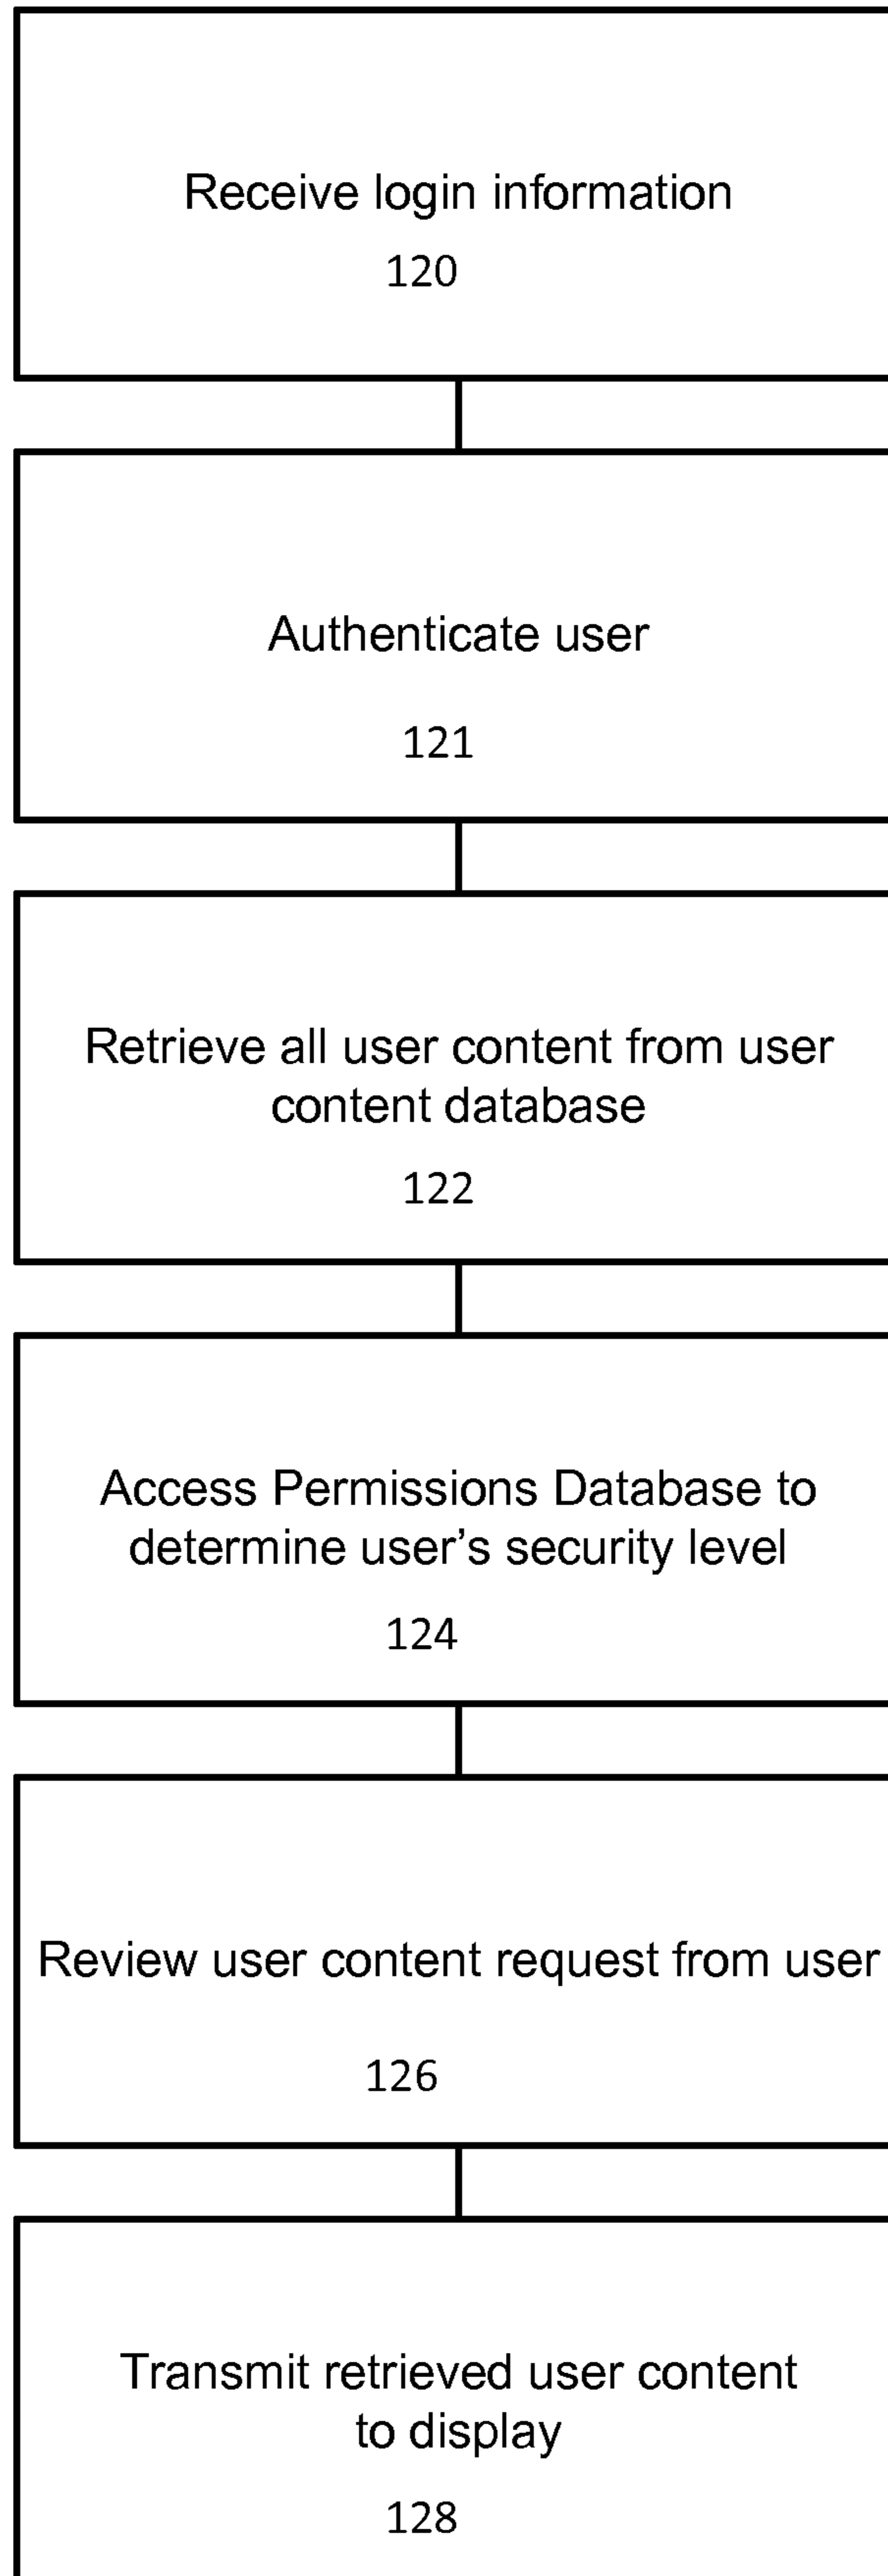 Receive login information
120
Authenticate user
121
Retrieve all user content from user
content database
122
Access Permissions Database to
determine user’s security level
124
Review user content request from user
126
Transmit retrieved user content
to display
128